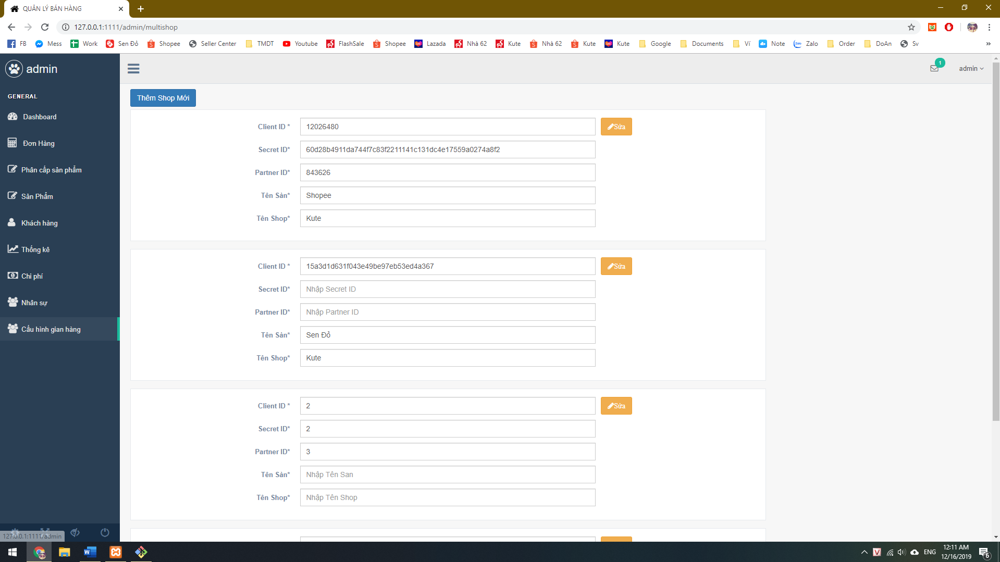 QUẢN LÝ BÁN HÀNG
127.0.0.1:1111/admin/multishop
FB Mess Work Sen Đỏ Shopee Seller Center TMDT Youtube FlashSale Shopee Lazada Nhà 62 Kute Nhà 62 Kute Kute Google Documents Ví Note Zalo Order DoAn Sv »
admin
1
admin
GENERAL
Dashboard
Đơn Hàng
Phân cấp sản phẩm
Sản Phẩm
Khách hàng
Thống kê
Chi phí
Nhân sự
Cấu hình gian hàng
Thêm Shop Mới
Client ID * 12026480 Sửa
Secret ID* 60d28b4911da744f7c83f2211141c131dc4e17559a0274a8f2
Partner ID* 843626
Tên Sàn* Shopee
Tên Shop* Kute
Client ID * 15a3d1d631f043e49be97eb53ed4a367 Sửa
Secret ID* Nhập Secret ID
Partner ID* Nhập Partner ID
Tên Sàn* Sen Đỏ
Tên Shop* Kute
Client ID * 2 Sửa
Secret ID* 2
Partner ID* 3
Tên Sàn* Nhập Tên San
Tên Shop* Nhập Tên Shop
127.0.0.1:1111/admin
ENG
12:11 AM
12/16/2019
6